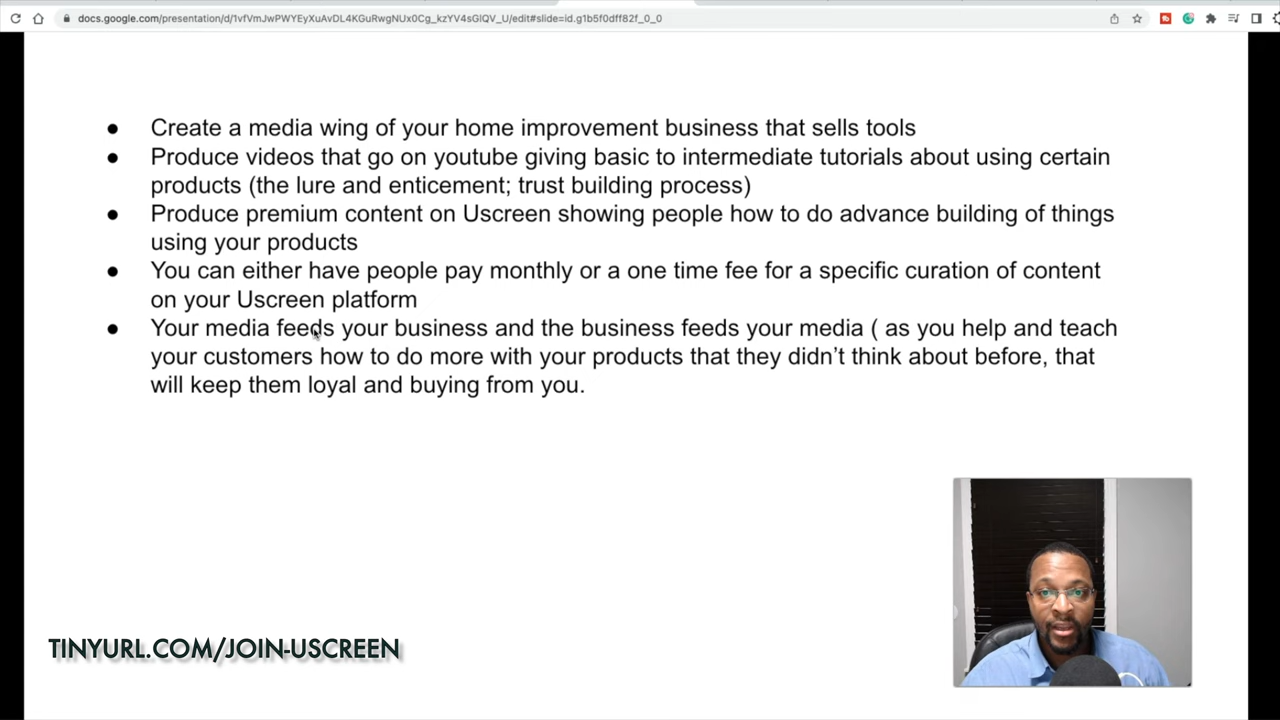 docs.google.com/presentation/d/1vfVmJwPWYEyXuAvDL4KGuRwgNUx0Cg_kzYV4sGlQV_U/edit#slide=id.g1b5f0dff82f_0_0
● Create a media wing of your home improvement business that sells tools
● Produce videos that go on youtube giving basic to intermediate tutorials about using certain
products (the lure and enticement; trust building process)
● Produce premium content on Uscreen showing people how to do advance building of things
using your products
● You can either have people pay monthly or a one time fee for a specific curation of content
on your Uscreen platform
● Your media feeds your business and the business feeds your media ( as you help and teach
your customers how to do more with your products that they didn’t think about before, that
will keep them loyal and buying from you.
TINYURL.COM/JOIN-USCREEN